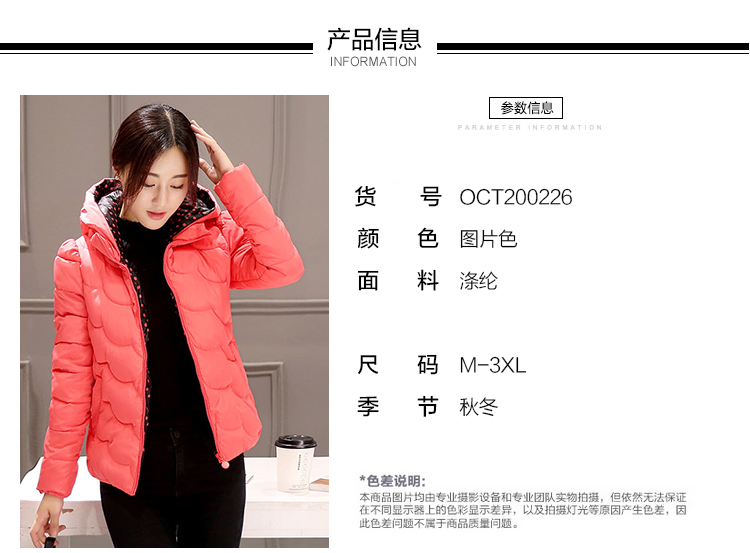 产品信息
INFORMATION
参数信息
PARAMETER INFORMATION
货 号 OCT200226
颜 色 图片色
面 料 涤纶
尺 码 M-3XL
季 节 秋冬
*色差说明：
本商品图片均由专业摄影设备和专业团队实物拍摄，但依然无法保证
在不同显示器上的色彩显示差异，以及拍摄灯光等原因产生色差，因
此色差问题不属于商品质量问题。